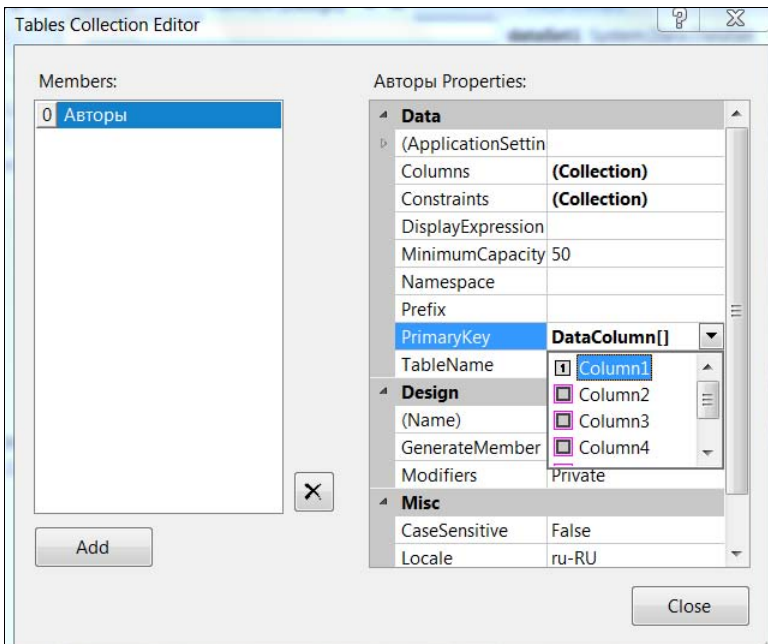 Tables Collection Editor
Members:
0 Авторы
Add
Авторы Properties:
Data
(ApplicationSettin
Columns (Collection)
Constraints (Collection)
DisplayExpression
MinimumCapacity 50
Namespace
Prefix
PrimaryKey DataColumn[]
TableName
1 Column1
Column2
Column3
Column4
Design
(Name)
GenerateMember
Modifiers Private
Misc
CaseSensitive False
Locale ru-RU
Close